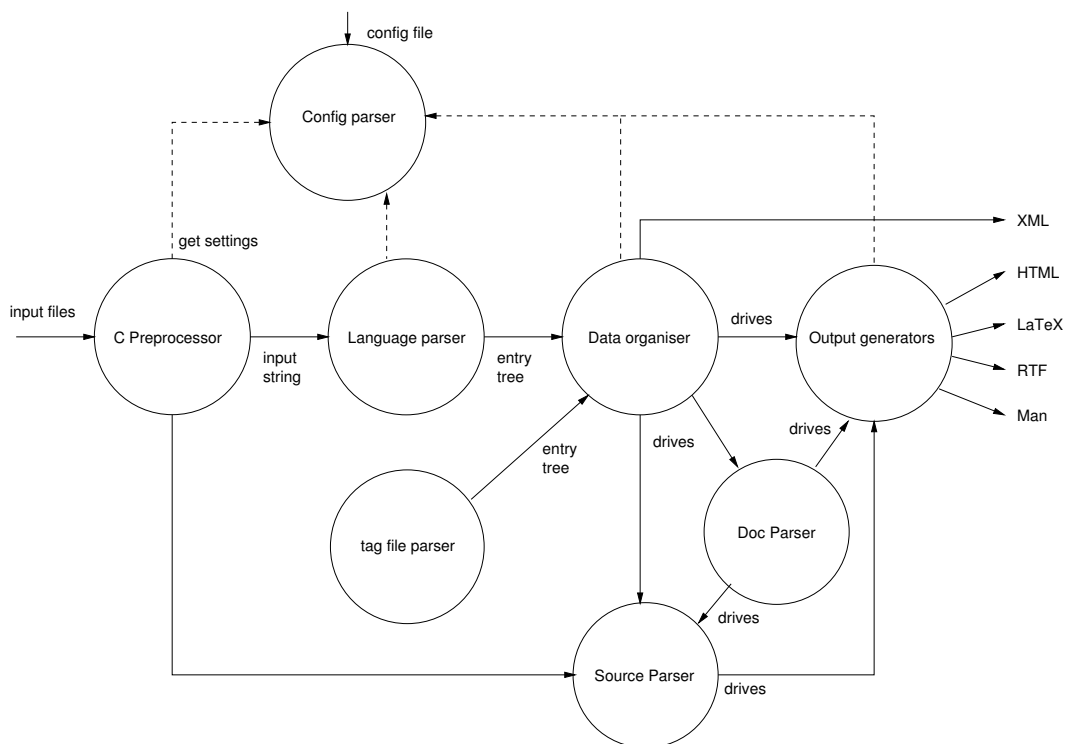 config file
Config parser
get settings
XML
HTML
input files
LaTeX
drives
C Preprocessor
Language parser
Data organiser
Output generators
input
string
entry
tree
RTF
Man
drives
drives
entry
tree
Doc Parser
tag file parser
drives
Source Parser
drives